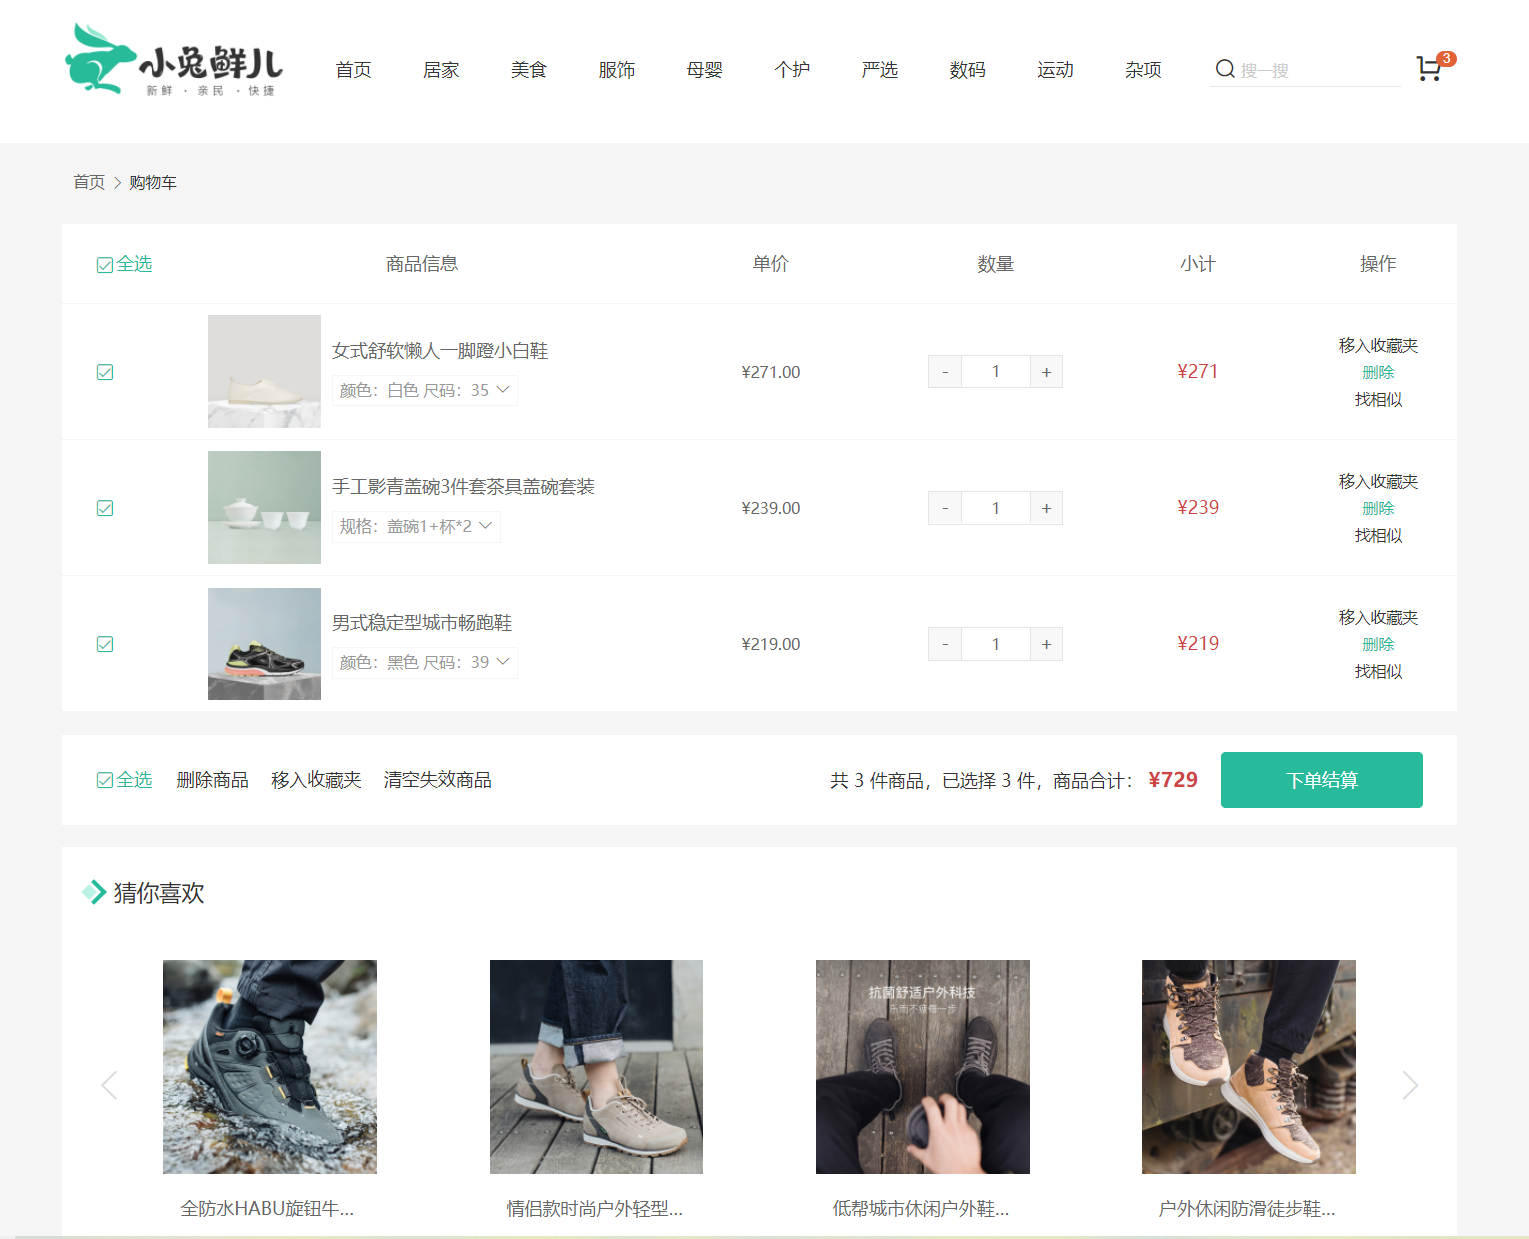 小兔鲜儿
新鲜 · 亲民 · 快捷
首页 居家 美食 服饰 母婴 个护 严选 数码 运动 杂项 搜一搜 3
首页 > 购物车
全选 商品信息 单价 数量 小计 操作
女式舒软懒人一脚蹬小白鞋
颜色：白色 尺码：35
¥271.00 - 1 + ¥271
移入收藏夹
删除
找相似
手工影青盖碗3件套茶具盖碗套装
规格：盖碗1+杯*2
¥239.00 - 1 + ¥239
移入收藏夹
删除
找相似
男式稳定型城市畅跑鞋
颜色：黑色 尺码：39
¥219.00 - 1 + ¥219
移入收藏夹
删除
找相似
全选 删除商品 移入收藏夹 清空失效商品 共 3 件商品，已选择 3 件，商品合计： ¥729 下单结算
猜你喜欢
抗菌舒适户外科技
全防水HABU旋钮牛... 情侣款时尚户外轻型... 低帮城市休闲户外鞋... 户外休闲防滑徒步鞋...